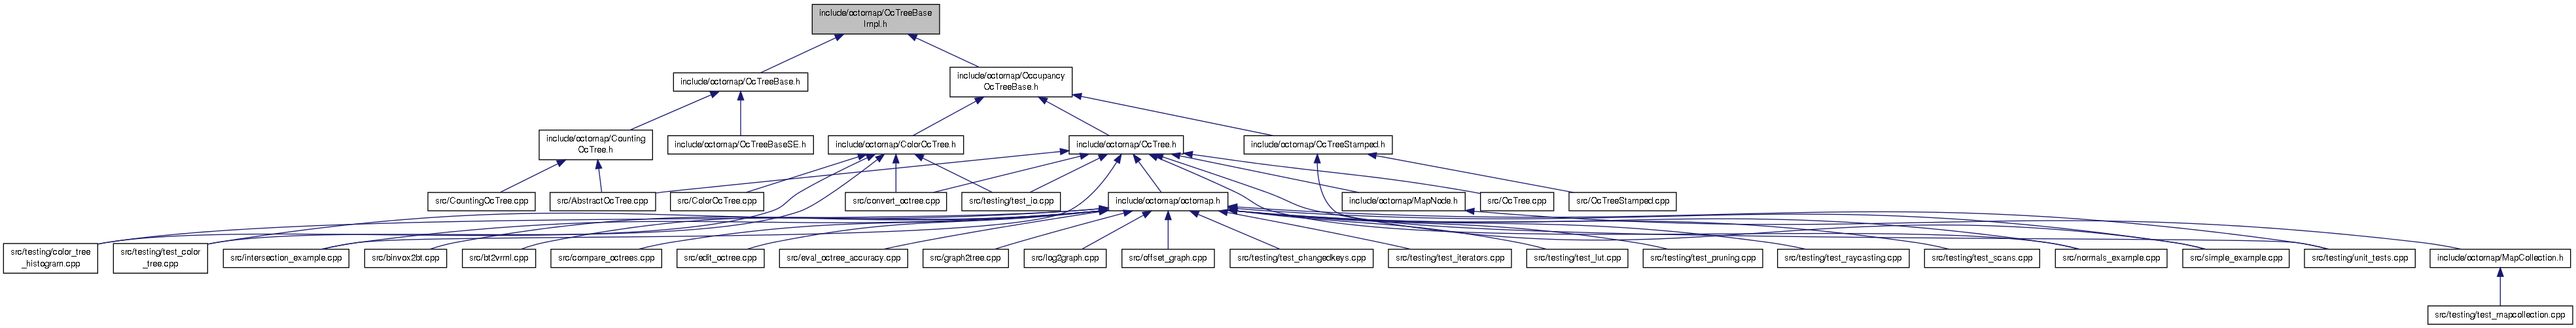 include/octomap/OcTreeBase
Impl.h
include/octomap/OcTreeBase.h
include/octomap/Occupancy
OcTreeBase.h
include/octomap/Counting
OcTree.h
include/octomap/OcTreeBaseSE.h
include/octomap/ColorOcTree.h
include/octomap/OcTree.h
include/octomap/OcTreeStamped.h
src/CountingOcTree.cpp
src/AbstractOcTree.cpp
src/ColorOcTree.cpp
src/convert_octree.cpp
src/testing/test_io.cpp
include/octomap/octomap.h
include/octomap/MapNode.h
src/OcTree.cpp
src/OcTreeStamped.cpp
src/testing/color_tree
_histogram.cpp
src/testing/test_color
_tree.cpp
src/intersection_example.cpp
src/binvox2bt.cpp
src/bt2vrml.cpp
src/compare_octrees.cpp
src/edit_octree.cpp
src/eval_octree_accuracy.cpp
src/graph2tree.cpp
src/log2graph.cpp
src/offset_graph.cpp
src/testing/test_changedkeys.cpp
src/testing/test_iterators.cpp
src/testing/test_lut.cpp
src/testing/test_pruning.cpp
src/testing/test_raycasting.cpp
src/testing/test_scans.cpp
src/normals_example.cpp
src/simple_example.cpp
src/testing/unit_tests.cpp
include/octomap/MapCollection.h
src/testing/test_mapcollection.cpp